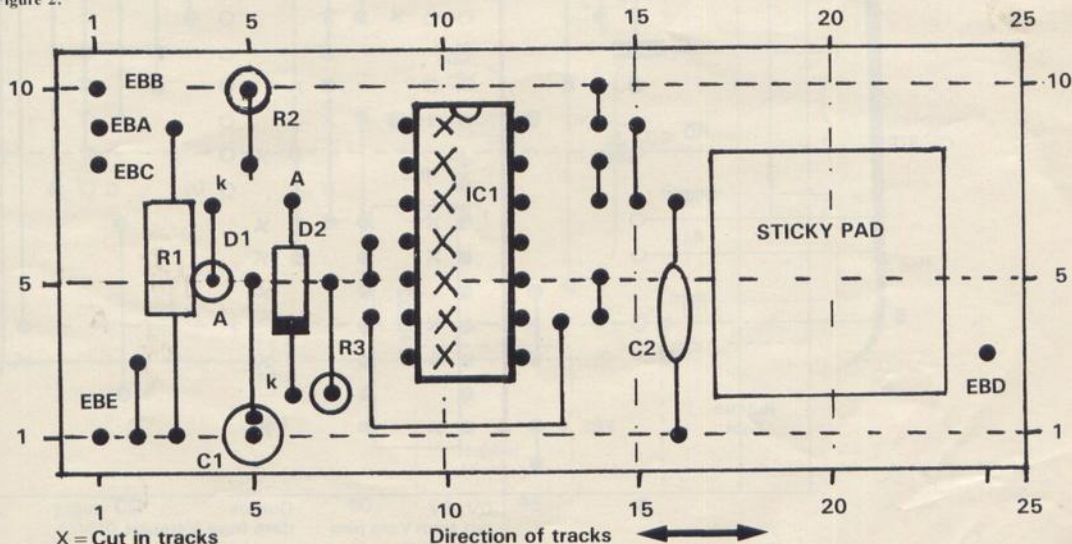 Figure 2.
1 5 10 15 20 25
10 EBB R2 10
EBA
EBC k A IC1
D1 D2 STICKY PAD
R1
5 5
A
R3 C2
k EBD
EBE
1 1
C1
1 5 10 15 20 25
X = Cut in tracks Direction of tracks